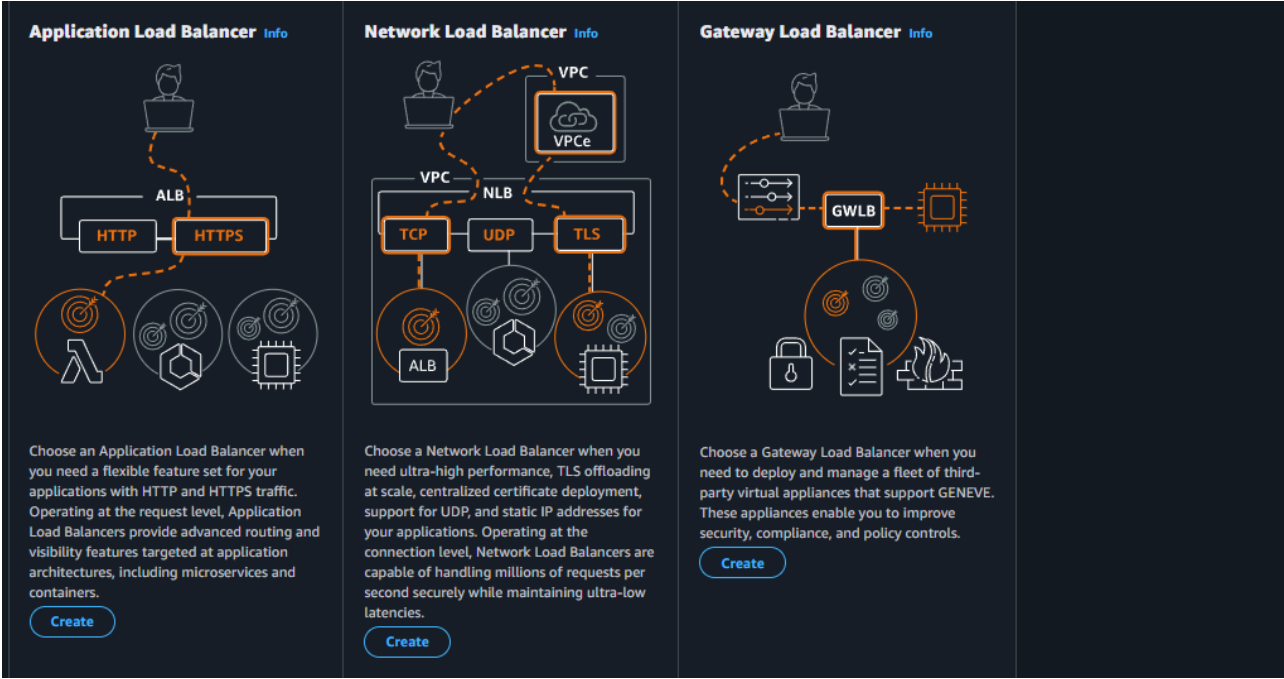 Application Load Balancer Info
ALB
HTTP
HTTPS
Choose an Application Load Balancer when
you need a flexible feature set for your
applications with HTTP and HTTPS traffic.
Operating at the request level, Application
Load Balancers provide advanced routing and
visibility features targeted at application
architectures, including microservices and
containers.
Create
Network Load Balancer Info
VPC
VPCe
VPC
NLB
TCP
UDP
TLS
ALB
Choose a Network Load Balancer when you
need ultra-high performance, TLS offloading
at scale, centralized certificate deployment,
support for UDP, and static IP addresses for
your applications. Operating at the
connection level, Network Load Balancers are
capable of handling millions of requests per
second securely while maintaining ultra-low
latencies.
Create
Gateway Load Balancer Info
GWLB
Choose a Gateway Load Balancer when you
need to deploy and manage a fleet of third-
party virtual appliances that support GENEVE.
These appliances enable you to improve
security, compliance, and policy controls.
Create